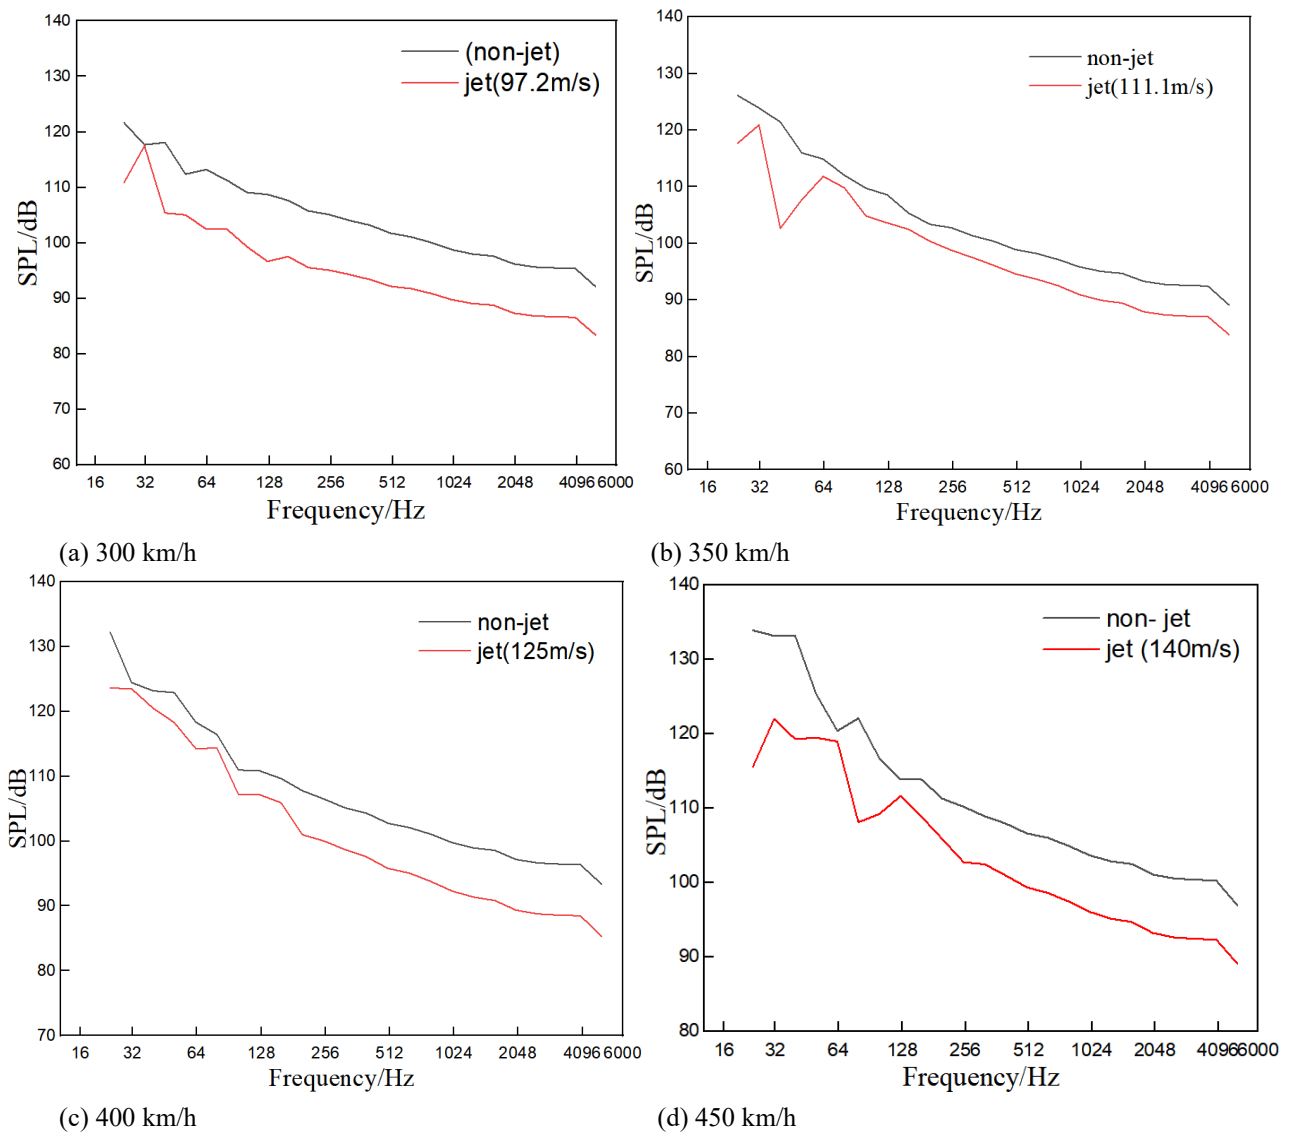 140
130
120
110
100
90
80
70
60
SPL/dB
(non-jet)
jet(97.2m/s)
16 32 64 128 256 512 1024 2048 4096 6000
Frequency/Hz
(a) 300 km/h
140
130
120
110
100
90
80
70
60
SPL/dB
non-jet
jet(111.1m/s)
16 32 64 128 256 512 1024 2048 4096 6000
Frequency/Hz
(b) 350 km/h
140
130
120
110
100
90
80
70
SPL/dB
non-jet
jet(125m/s)
16 32 64 128 256 512 1024 2048 4096 6000
Frequency/Hz
(c) 400 km/h
140
130
120
110
100
90
80
SPL/dB
non- jet
jet (140m/s)
16 32 64 128 256 512 1024 2048 4096 6000
Frequency/Hz
(d) 450 km/h